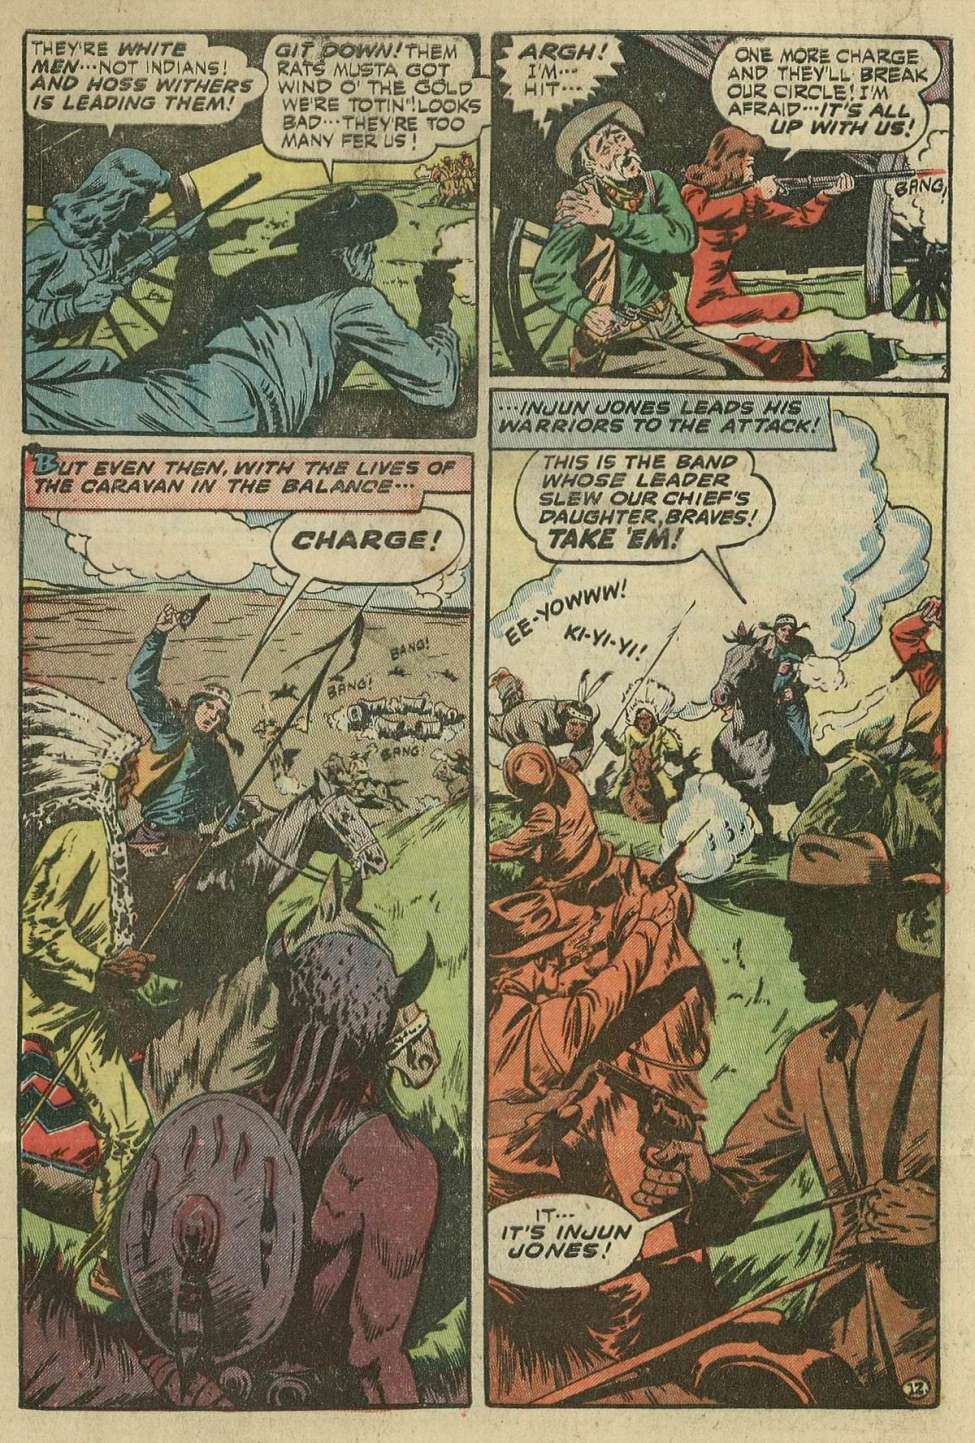 THEY'RE WHITE
MEN...NOT INDIANS!
AND HOSS WITHERS
IS LEADING THEM!
GIT DOWN! THEM
RATS MUSTA GOT
WIND O' THE GOLD
WE'RE TOTIN'! LOOKS
BAD...THEY'RE TOO
MANY FER US!
ARGH!
I'M...
HIT...
ONE MORE CHARGE
AND THEY'LL BREAK
OUR CIRCLE! I'M
AFRAID...IT'S ALL
UP WITH US!
BANG!
BUT EVEN THEN, WITH THE LIVES OF
THE CARAVAN IN THE BALANCE...
CHARGE!
BANG!
BANG!
BANG!
...INJUN JONES LEADS HIS
WARRIORS TO THE ATTACK!
THIS IS THE BAND
WHOSE LEADER
SLEW OUR CHIEF'S
DAUGHTER, BRAVES!
TAKE 'EM!
EE-YOWWW!
KI-YI-YI!
IT...
IT'S INJUN
JONES!
12